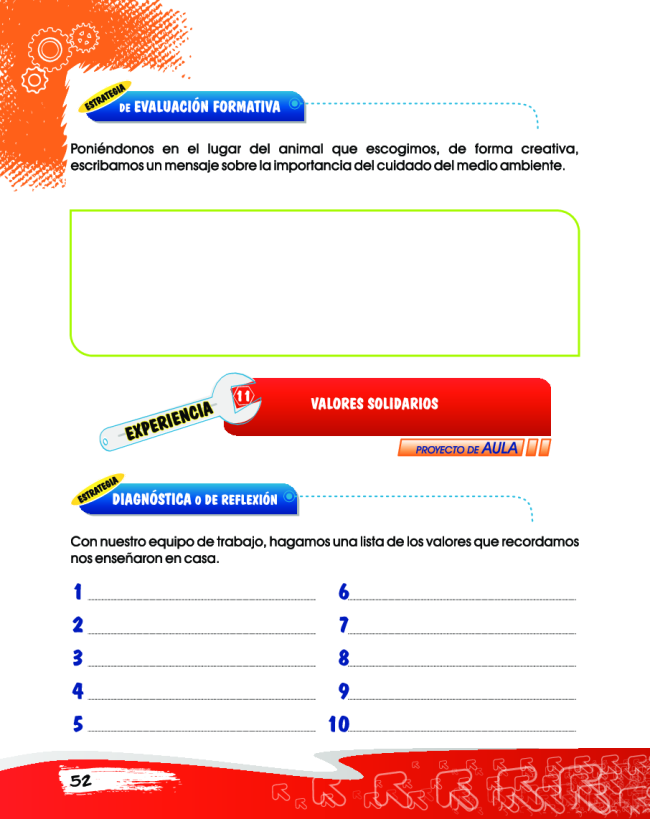 ESTRATEGIA
DE EVALUACIÓN FORMATIVA
Poniéndonos en el lugar del animal que escogimos, de forma creativa,
escribamos un mensaje sobre la importancia del cuidado del medio ambiente.
EXPERIENCIA 11
VALORES SOLIDARIOS
PROYECTO DE AULA
ESTRATEGIA
DIAGNÓSTICA O DE REFLEXIÓN
Con nuestro equipo de trabajo, hagamos una lista de los valores que recordamos
nos enseñaron en casa.
1
2
3
4
5
6
7
8
9
10
52